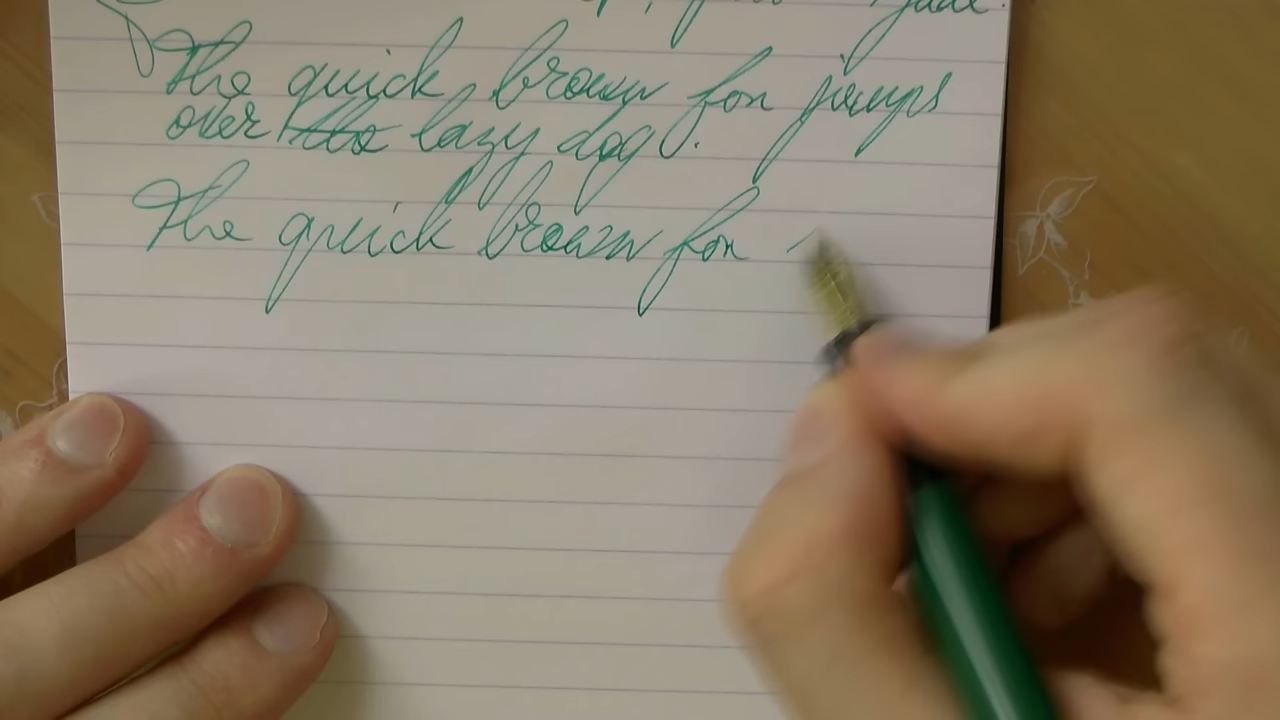 The quick brown fox jumps
over the lazy dog.
The quick brown fox